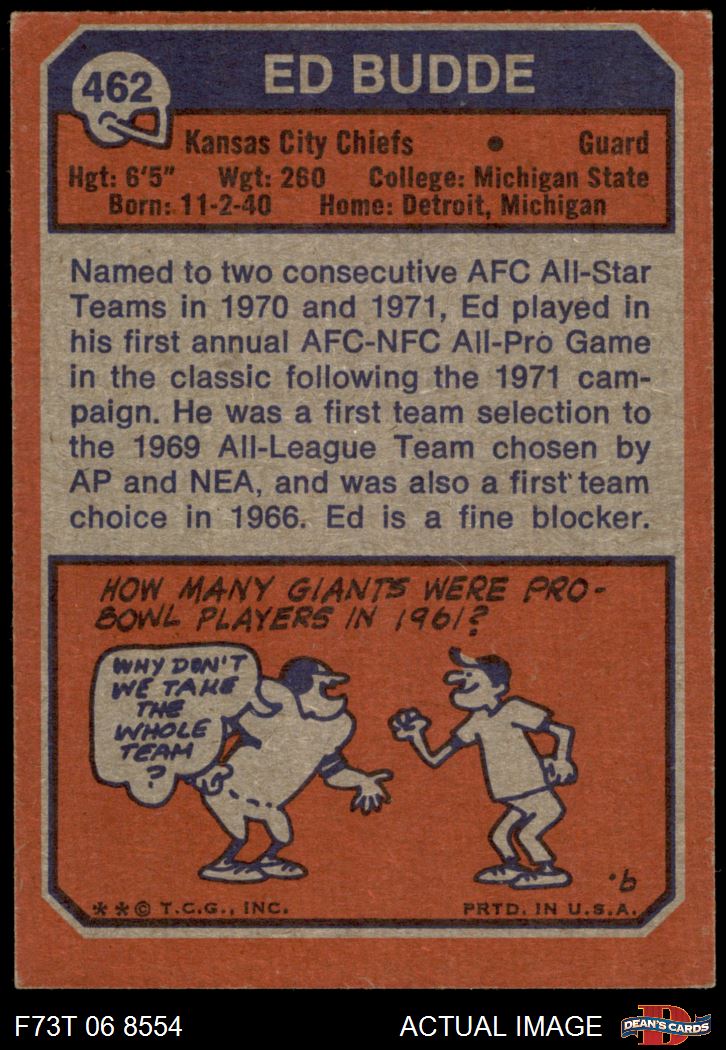 462
ED BUDDE
Kansas City Chiefs • Guard
Hgt: 6'5" Wgt: 260 College: Michigan State
Born: 11-2-40 Home: Detroit, Michigan
Named to two consecutive AFC All-Star
Teams in 1970 and 1971, Ed played in
his first annual AFC-NFC All-Pro Game
in the classic following the 1971 cam-
paign. He was a first team selection to
the 1969 All-League Team chosen by
AP and NEA, and was also a first team
choice in 1966. Ed is a fine blocker.
HOW MANY GIANTS WERE PRO-
BOWL PLAYERS IN 1961?
WHY DON'T
WE TAKE
THE
WHOLE
TEAM
?
.6
** © T.C.G., INC. PRTD. IN U.S.A.
F73T 06 8554 ACTUAL IMAGE
D
DEAN'S CARDS